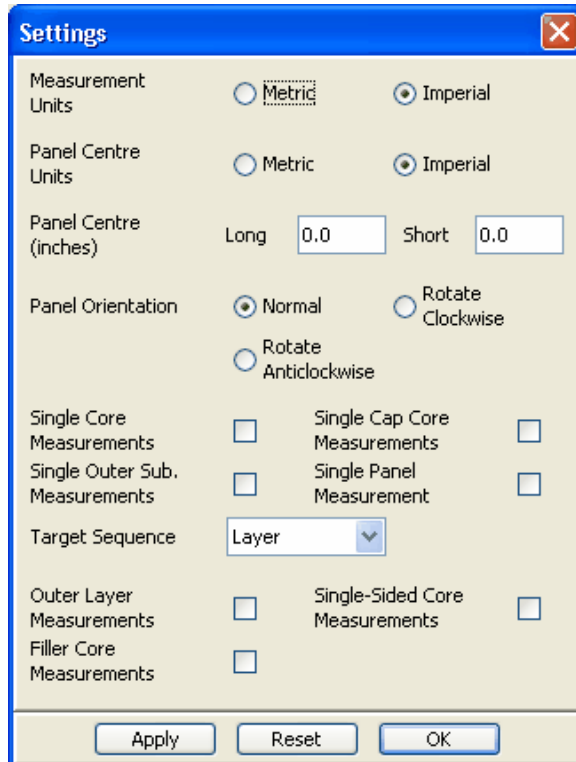 Settings
Measurement
Units
Metric
Imperial
Panel Centre
Units
Metric
Imperial
Panel Centre
(inches)
Long
0.0
Short
0.0
Panel Orientation
Normal
Rotate
Clockwise
Rotate
Anticlockwise
Single Core
Measurements
Single Cap Core
Measurements
Single Outer Sub.
Measurements
Single Panel
Measurement
Target Sequence
Layer
Outer Layer
Measurements
Single-Sided Core
Measurements
Filler Core
Measurements
Apply
Reset
OK